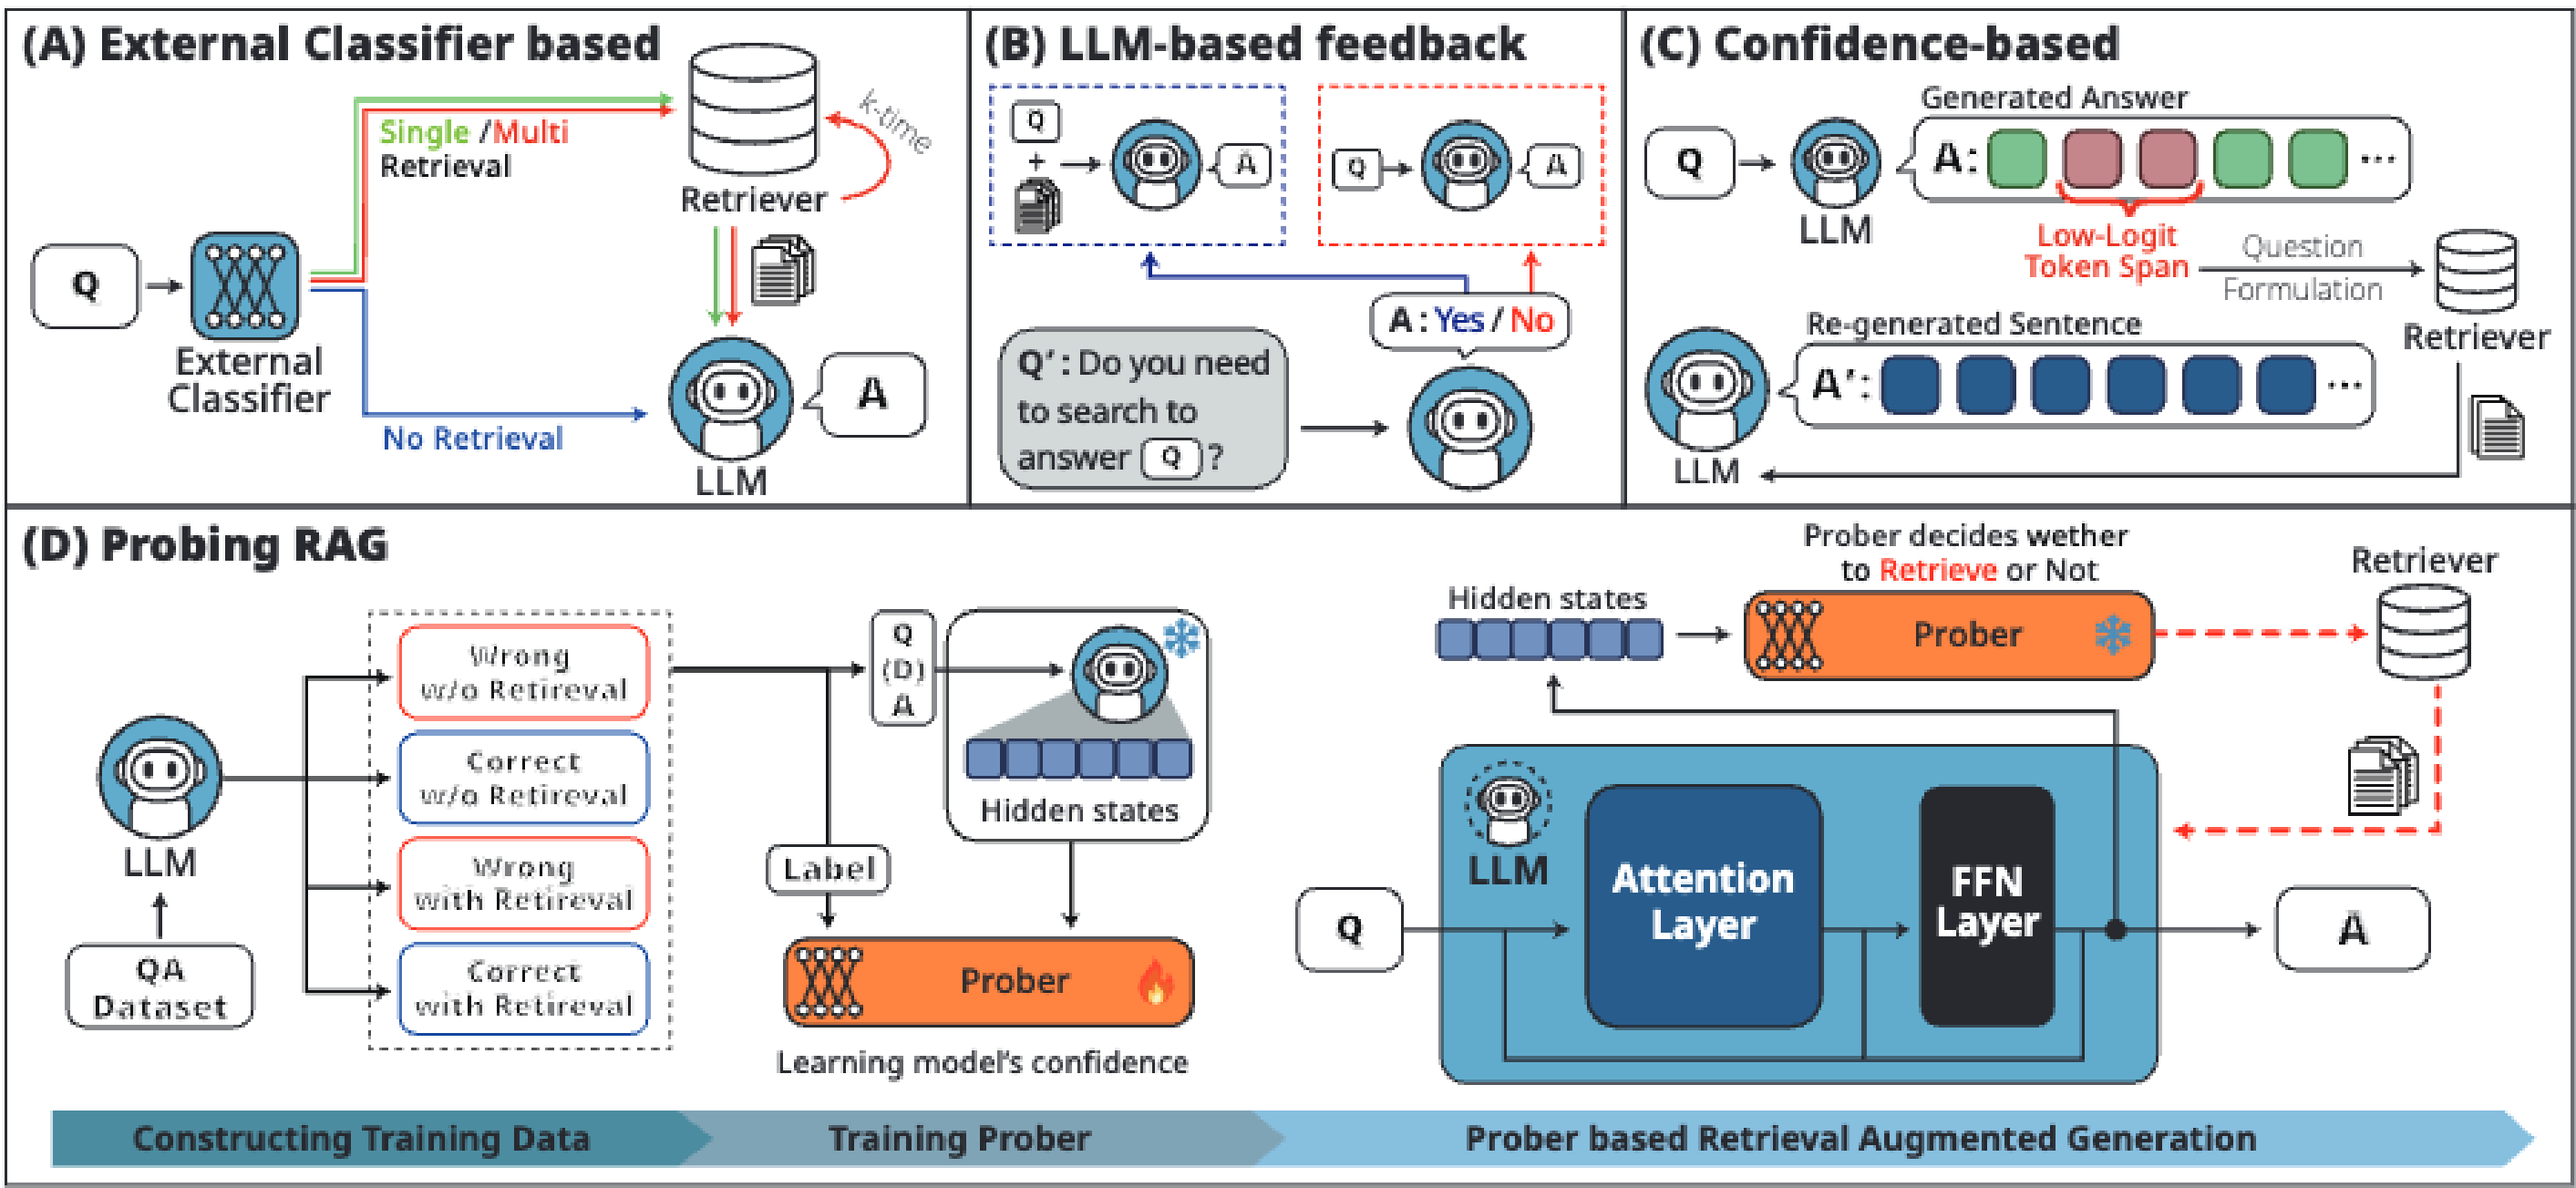 (A) External Classifier based
Single /Multi
Retrieval
k-time
Retriever
Q
External
Classifier
No Retrieval
A
LLM
(B) LLM-based feedback
Q
+
A
Q
A
A : Yes / No
Q' : Do you need
to search to
answer Q ?
(C) Confidence-based
Generated Answer
Q
A: ...
LLM
Low-Logit
Token Span
Question
Formulation
Retriever
Re-generated Sentence
A': ...
LLM
(D) Probing RAG
Wrong
w/o Retireval
Correct
w/o Retireval
Wrong
with Retireval
Correct
with Retireval
LLM
QA
Dataset
Q
(D)
A
Hidden states
Label
Prober
Learning model's confidence
Prober decides wether
to Retrieve or Not
Hidden states
Prober
Retriever
LLM
Attention
Layer
FFN
Layer
Q
A
Constructing Training Data
Training Prober
Prober based Retrieval Augmented Generation